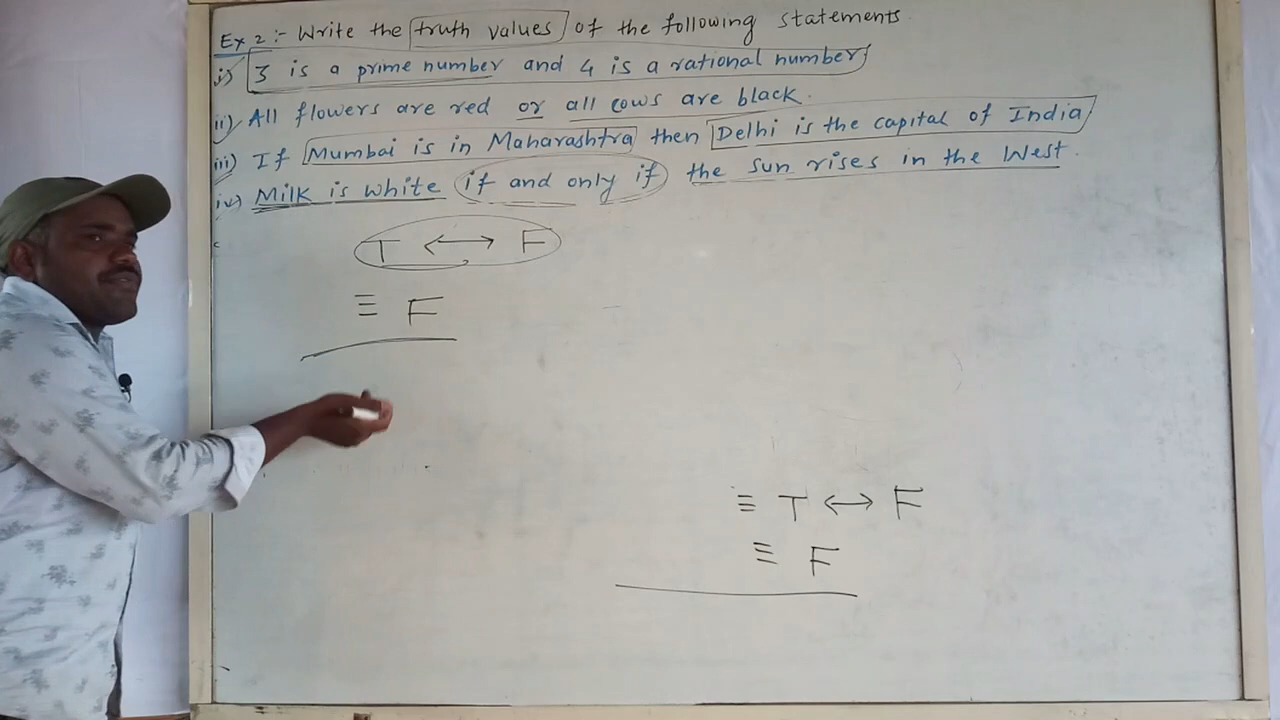 Ex 2 :- Write the truth values of the following statements
i) 3 is a prime number and 4 is a rational number
ii) All flowers are red or all cows are black.
iii) If Mumbai is in Maharashtra then Delhi is the capital of India
iv) Milk is white if and only if the sun rises in the West.
T ↔ F
≡ F
≡ T ↔ F
≡ F